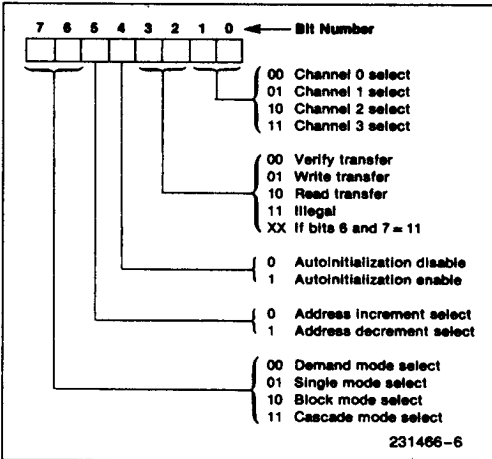 7 6 5 4 3 2 1 0 Bit Number
00 Channel 0 select
01 Channel 1 select
10 Channel 2 select
11 Channel 3 select
00 Verify transfer
01 Write transfer
10 Read transfer
11 Illegal
XX If bits 6 and 7 = 11
0 Autoinitialization disable
1 Autoinitialization enable
0 Address increment select
1 Address decrement select
00 Demand mode select
01 Single mode select
10 Block mode select
11 Cascade mode select
231466-6